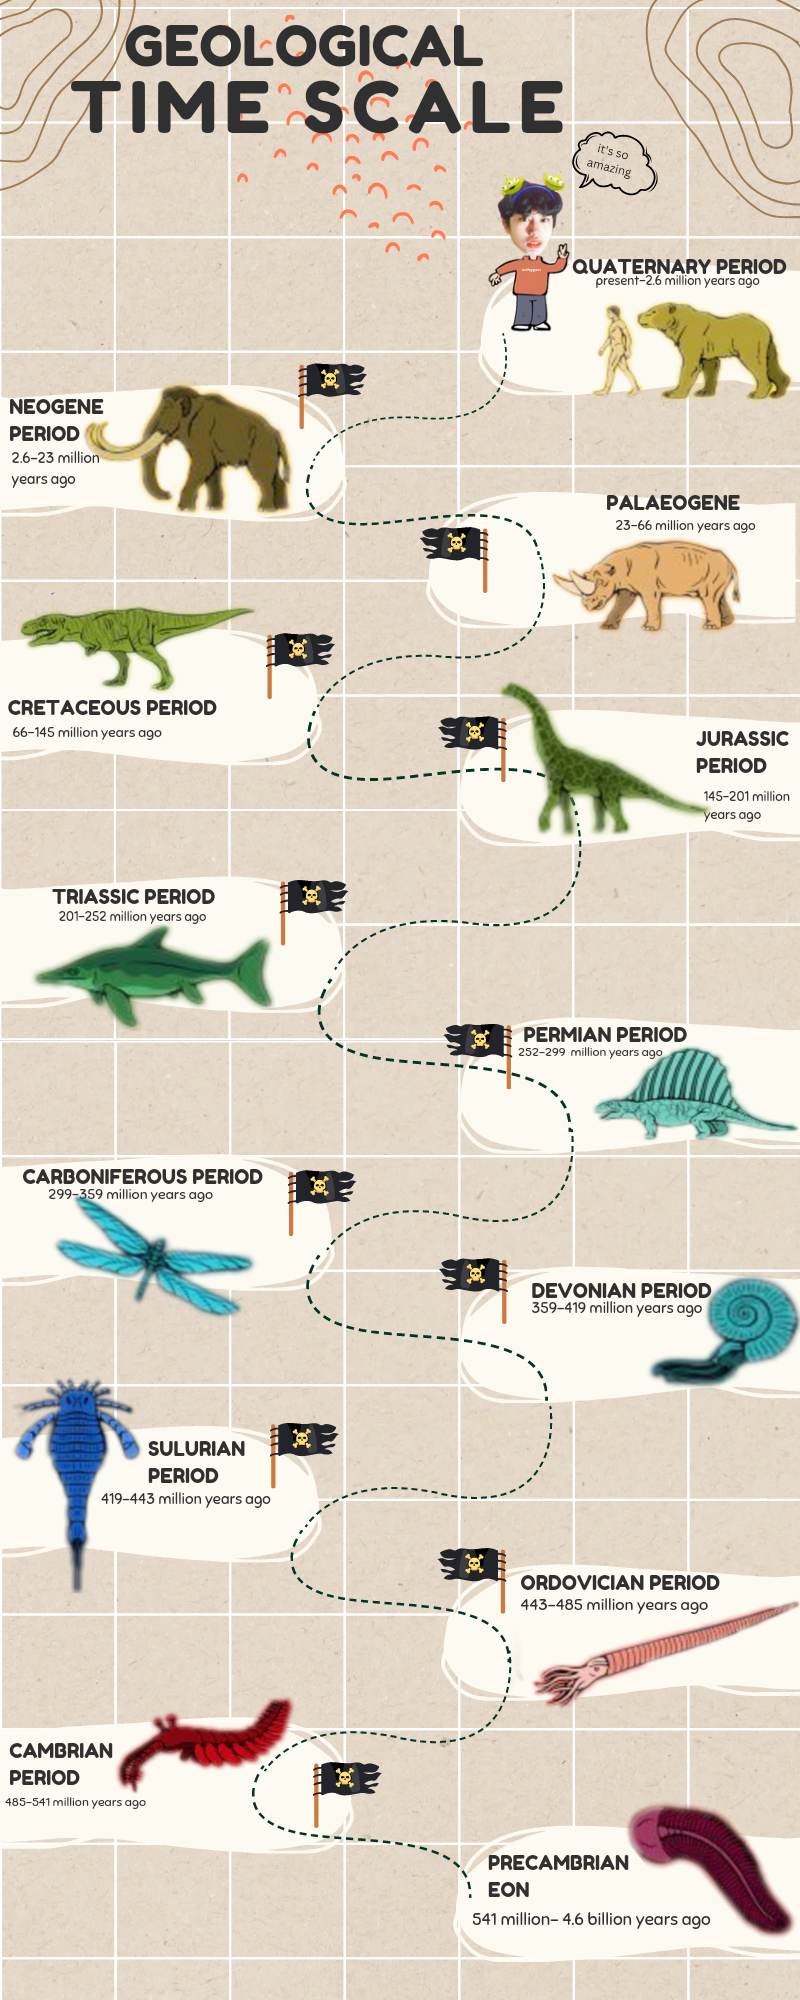 GEOLOGICAL
TIME SCALE
it's so
amazing
QUATERNARY PERIOD
present–2.6 million years ago
NEOGENE
PERIOD
2.6–23 million
years ago
PALAEOGENE
23–66 million years ago
CRETACEOUS PERIOD
66–145 million years ago
JURASSIC
PERIOD
145–201 million
years ago
TRIASSIC PERIOD
201–252 million years ago
PERMIAN PERIOD
252–299 million years ago
CARBONIFEROUS PERIOD
299–359 million years ago
DEVONIAN PERIOD
359–419 million years ago
SULURIAN
PERIOD
419–443 million years ago
ORDOVICIAN PERIOD
443–485 million years ago
CAMBRIAN
PERIOD
485–541 million years ago
PRECAMBRIAN
EON
541 million– 4.6 billion years ago